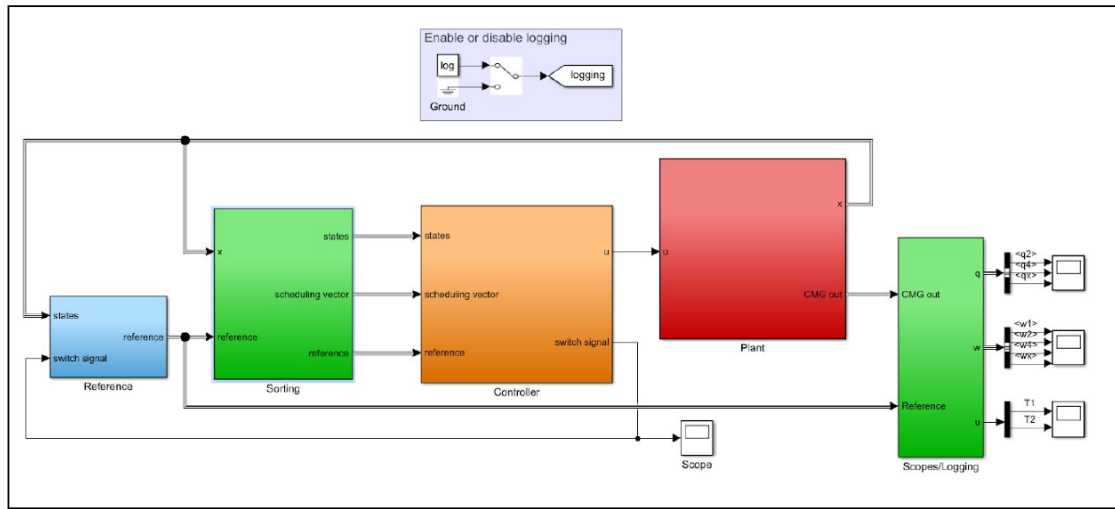 Enable or disable logging
log
logging
Ground
states
switch signal
reference
Reference
x
reference
states
scheduling vector
reference
Sorting
states
scheduling vector
reference
u
switch signal
Controller
u
x
CMG out
Plant
Scope
CMG out
Reference
q
w
u
Scopes/Logging
<q2>
<q4>
<qx>
<w1>
<w2>
<w4>
<wx>
T1
T2